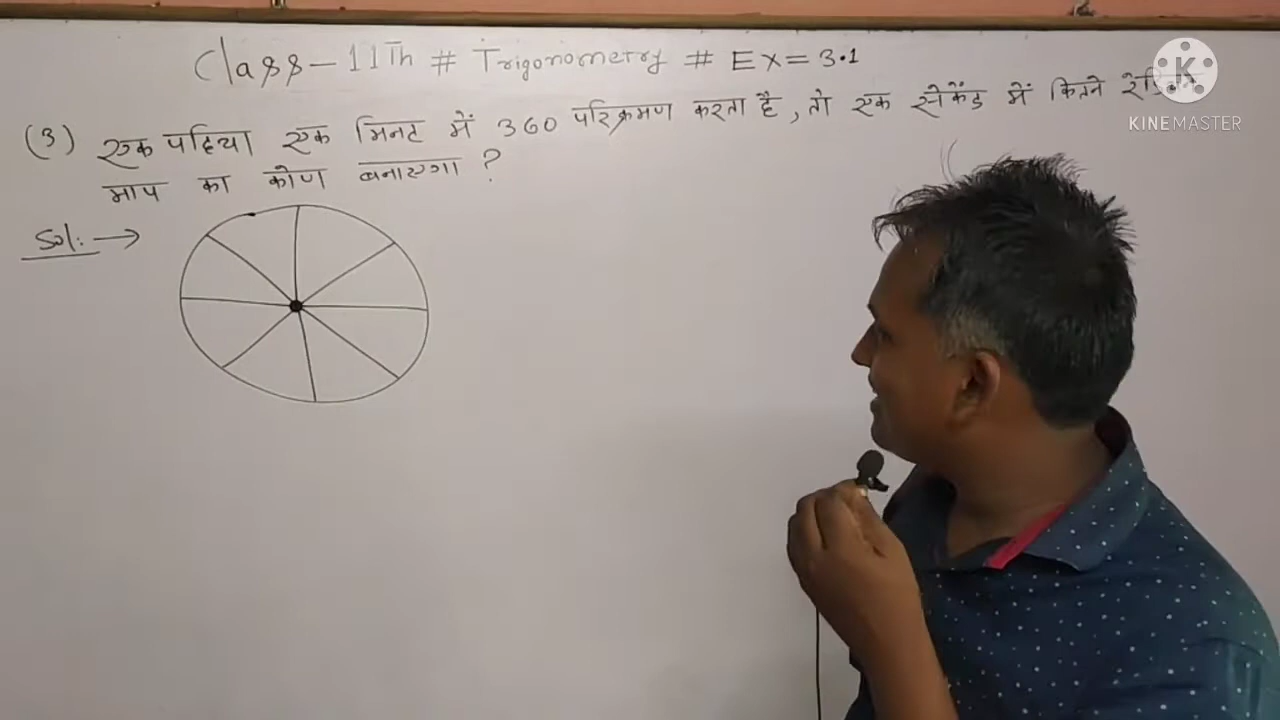 Class - 11Th # Trigonometry # Ex = 3.1
K
KINEMASTER
(3) एक पहिया एक मिनट में 360 परिक्रमण करता है, तो एक सेकेंड में कितने
माप का कोण बनाएगा ?
Sol: →